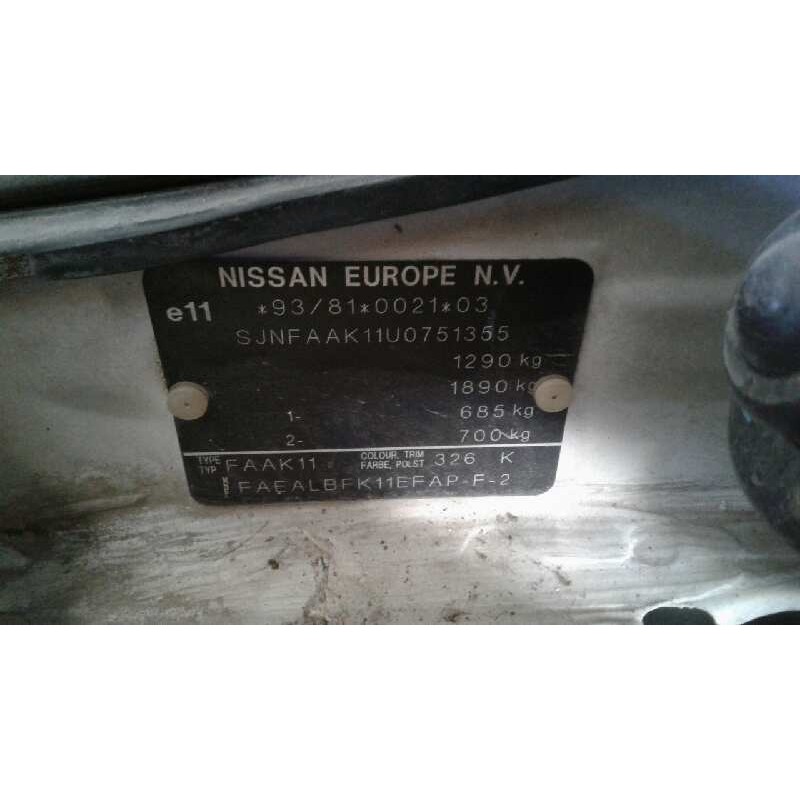 NISSAN EUROPE N.V.
e11 *93/81*0021*03
SJNFAAK11U0751355
1290 kg
1890 kg
1- 685 kg
2- 700 kg
TYPE TYP FAAK11 COLOUR, TRIM FARBE, POLST 326 K
FAEALBFK11EFAP-F-2